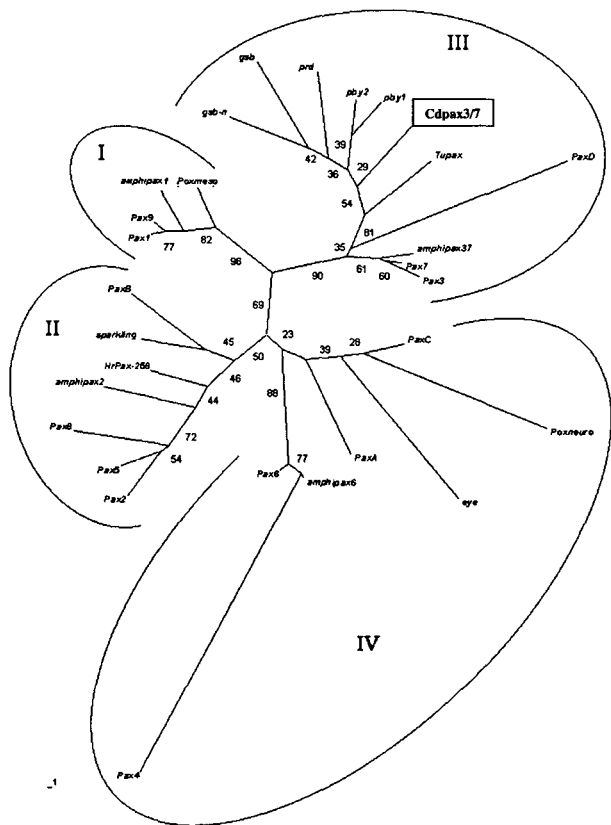 III
gsb
prd
pby2
pby1
gsb-n
Cdpax3/7
39
42
36
29
Tupax
PaxD
I
54
amphipax1
Poxmeso
81
Pax9
Pax1
77
82
35
amphipax37
Pax7
Pax3
98
90
61
60
PaxB
69
II
sparkling
45
23
PaxC
HrPax-258
50
39
28
46
amphipax2
44
88
Pax8
72
Poxneuro
Pax5
54
PaxA
Pax2
77
Pax6
amphipax6
eye
IV
Pax4
1